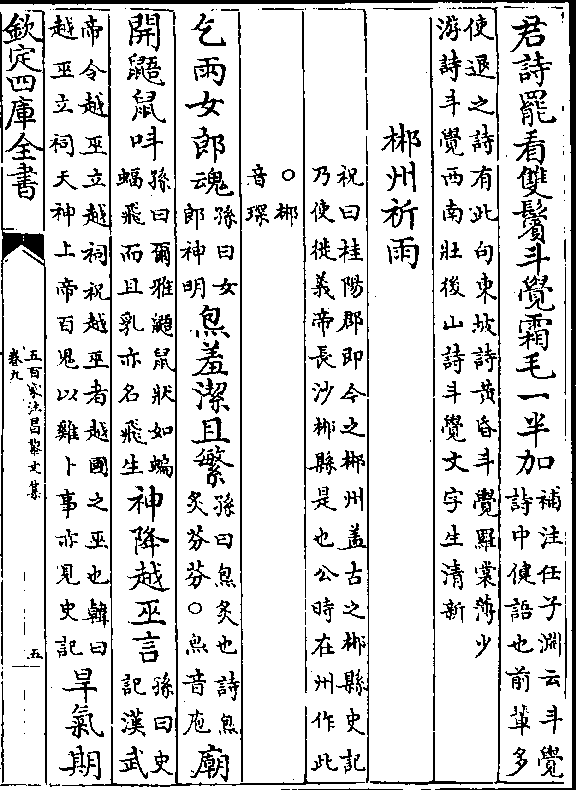 君詩罷看雙鬢斗覺霜毛一半加補注任子淵云斗覺詩中健語也前輩多
使退之詩有此句東坡詩黄昏斗覺羅裳薄少
游詩斗覺西南壯後山詩斗覺文字生清新
郴州祈雨
祝曰桂陽郡即今之郴州盖古之郴縣史記
乃使徙義帝長沙郴縣是也公時在州作此
○郴
音琛
乞雨女郎魂孫曰女郎神明炰羞潔且繁孫曰炰炙也詩炰炙芬芬○炰音庖廟
開鼯鼠呌孫曰爾雅鼯鼠狀如蝙蝠飛而且乳亦名飛生神降越巫言孫曰史記漢武
帝令越巫立越祠祝越巫者越國之巫也韓曰
越巫立祠天神上帝百鬼以雞卜事亦見史記旱氣期
欽定四庫全書
五百家注昌黎文集
卷九
五